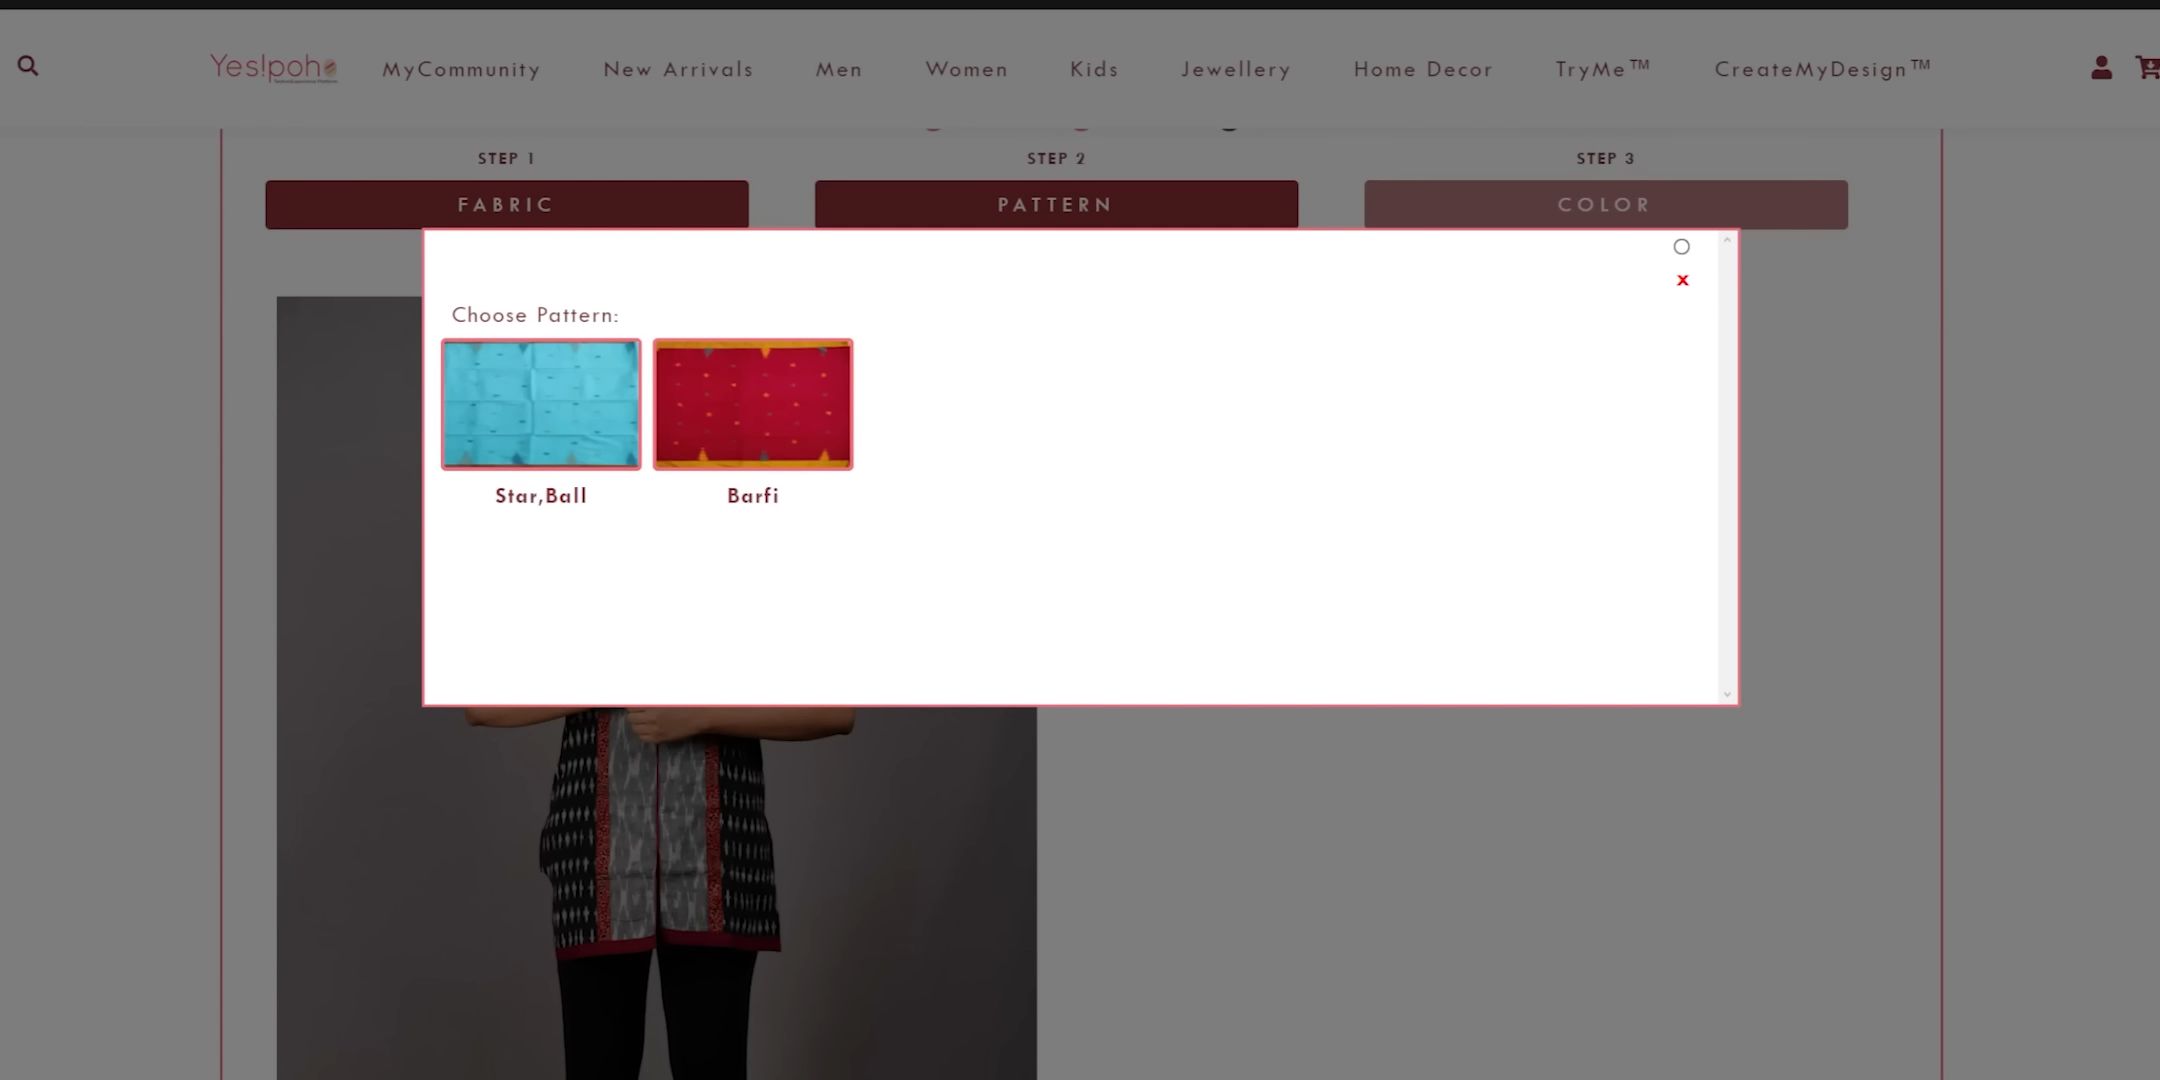 Yes!poho MyCommunity New Arrivals Men Women Kids Jewellery Home Decor TryMe™ CreateMyDesign™
STEP 1 STEP 2 STEP 3
FABRIC PATTERN COLOR
x
Choose Pattern:
Star,Ball Barfi